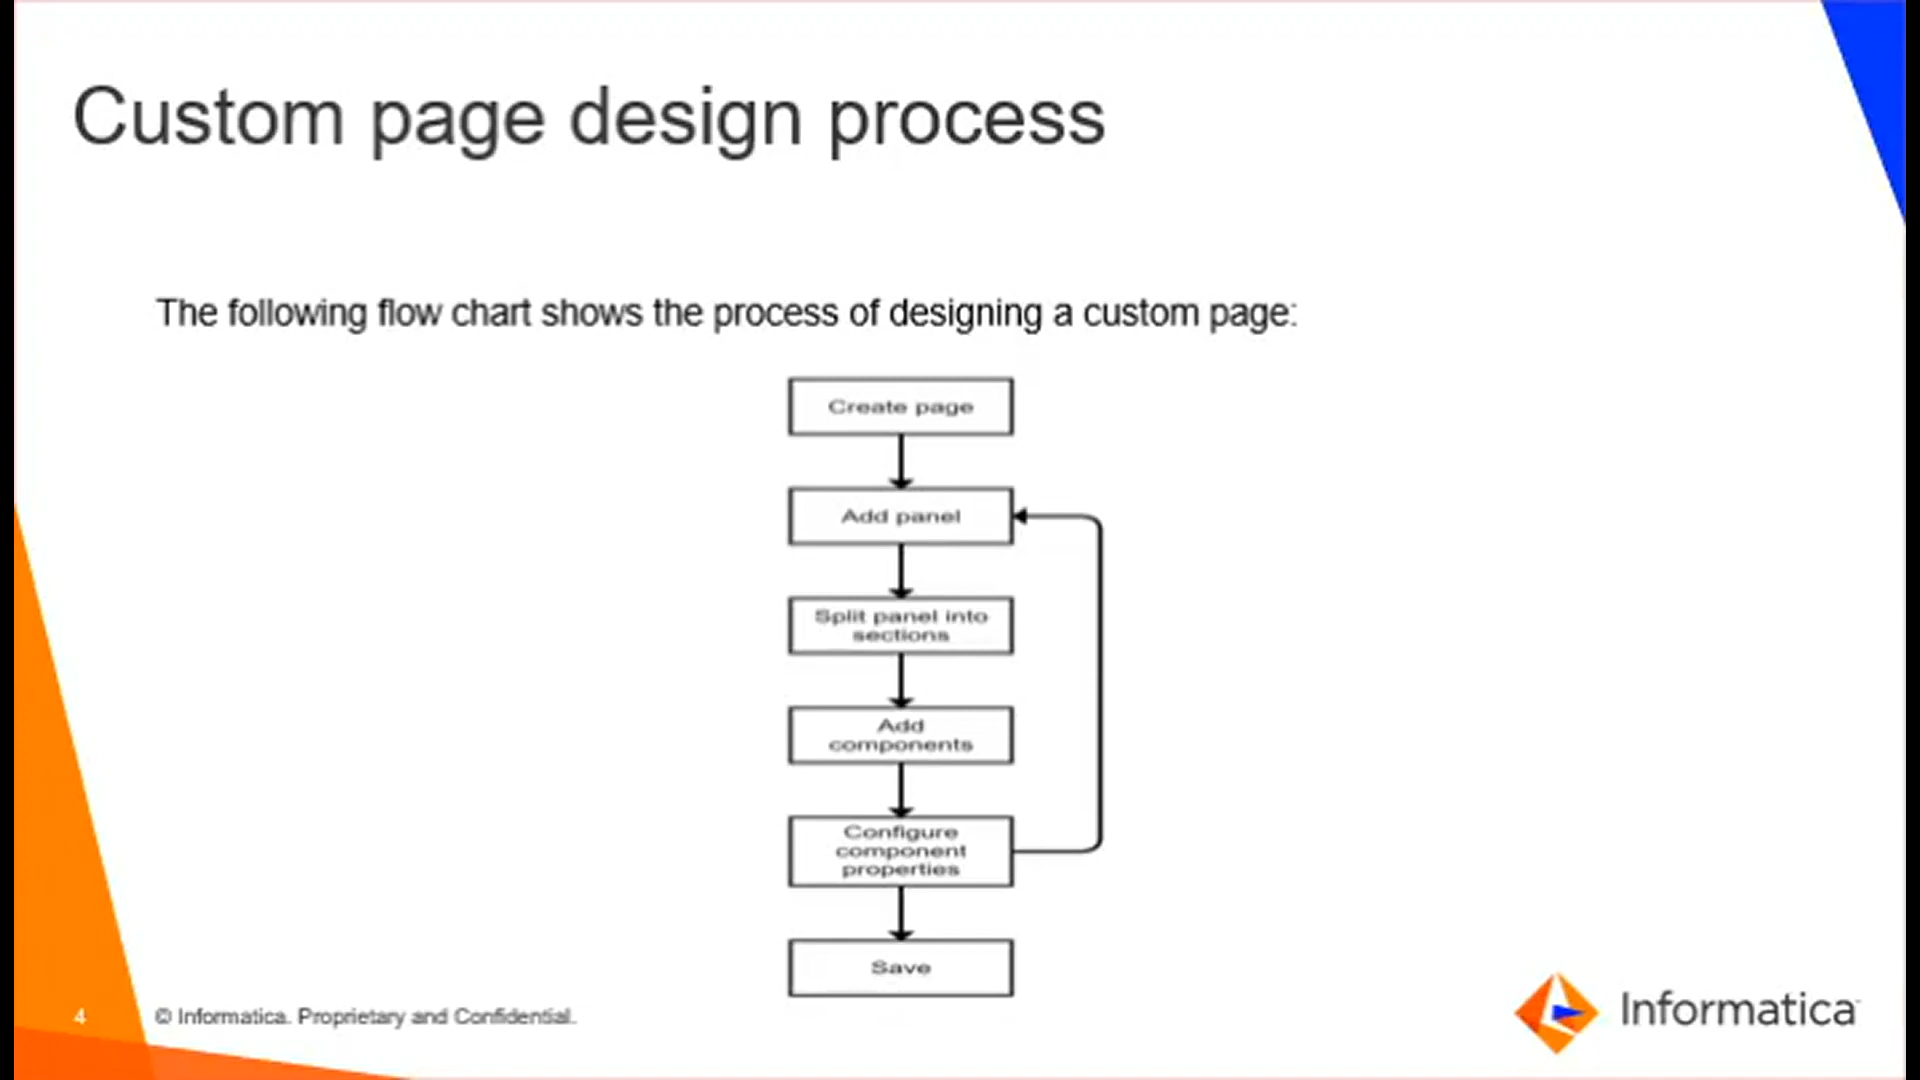 Custom page design process
The following flow chart shows the process of designing a custom page:
Create page
Add panel
Split panel into
sections
Add
components
Configure
component
properties
Save
4
© Informatica. Proprietary and Confidential.
Informatica